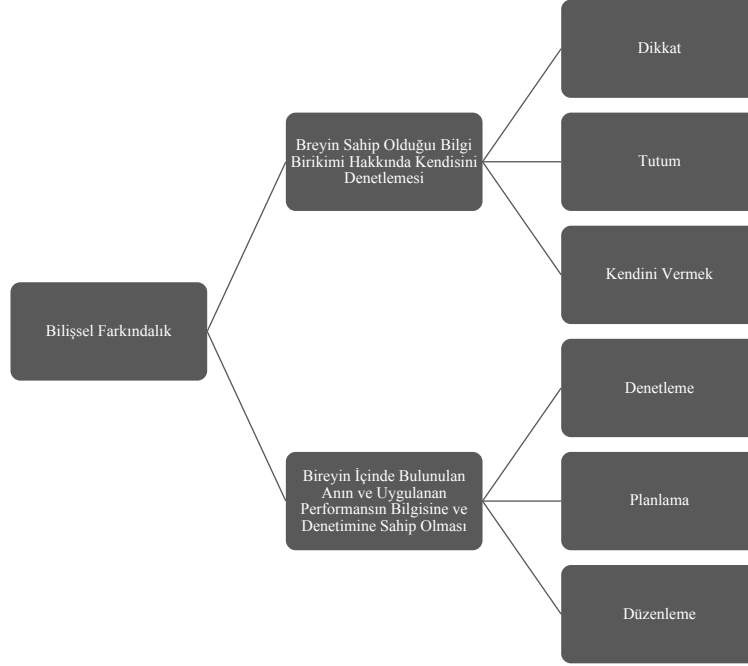 Bilişsel Farkındalık
Breyin Sahip Olduğuı Bilgi
Birikimi Hakkında Kendisini
Denetlemesi
Dikkat
Tutum
Kendini Vermek
Bireyin İçinde Bulunulan
Anın ve Uygulanan
Performansın Bilgisine ve
Denetimine Sahip Olması
Denetleme
Planlama
Düzenleme